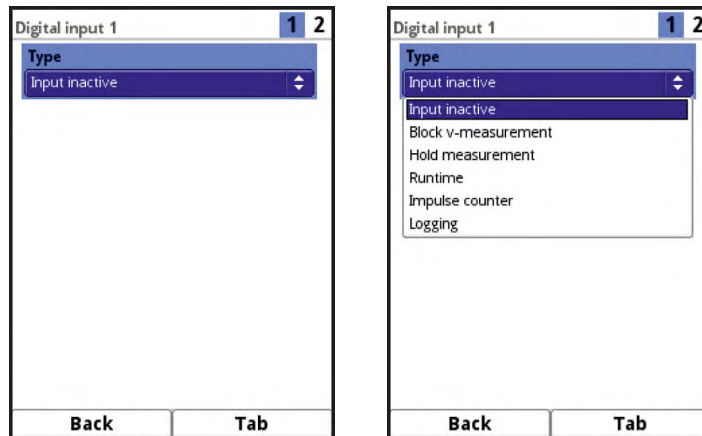 Digital input 1 1 2
Type
Input inactive
Back Tab
Digital input 1 1 2
Type
Input inactive
Input inactive
Block v-measurement
Hold measurement
Runtime
Impulse counter
Logging
Back Tab